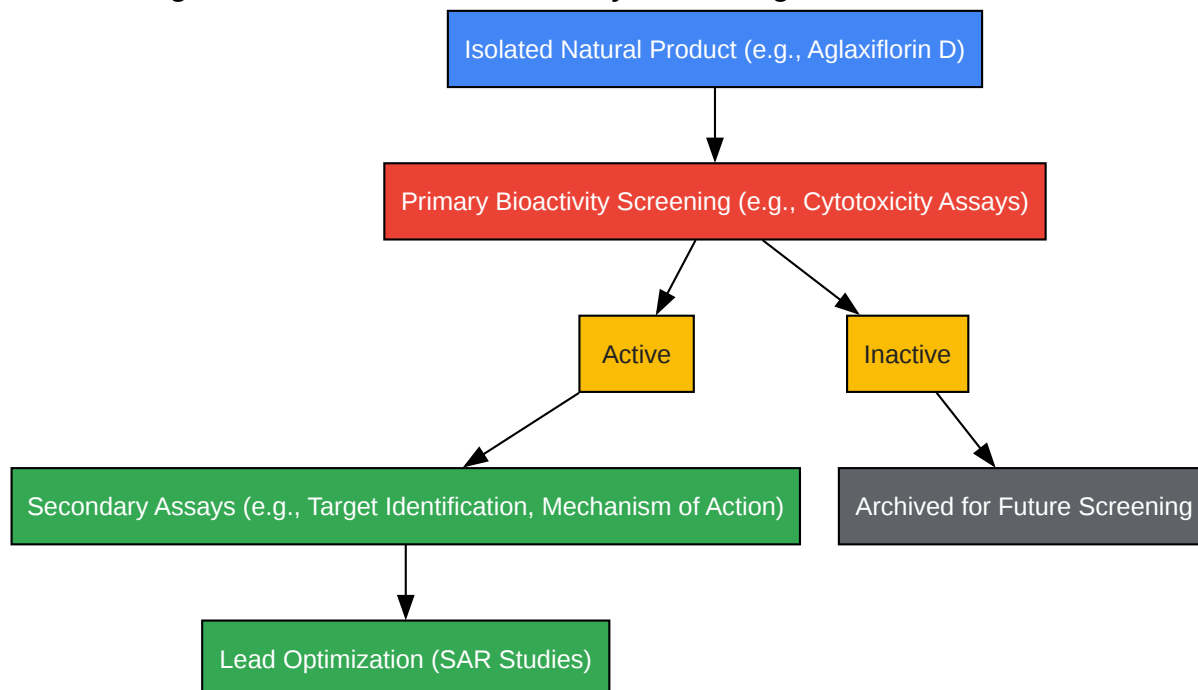 Isolated Natural Product (e.g., Aglaxiflorin D)
Primary Bioactivity Screening (e.g., Cytotoxicity Assays)
Active
Inactive
Secondary Assays (e.g., Target Identification, Mechanism of Action)
Archived for Future Screening
Lead Optimization (SAR Studies)